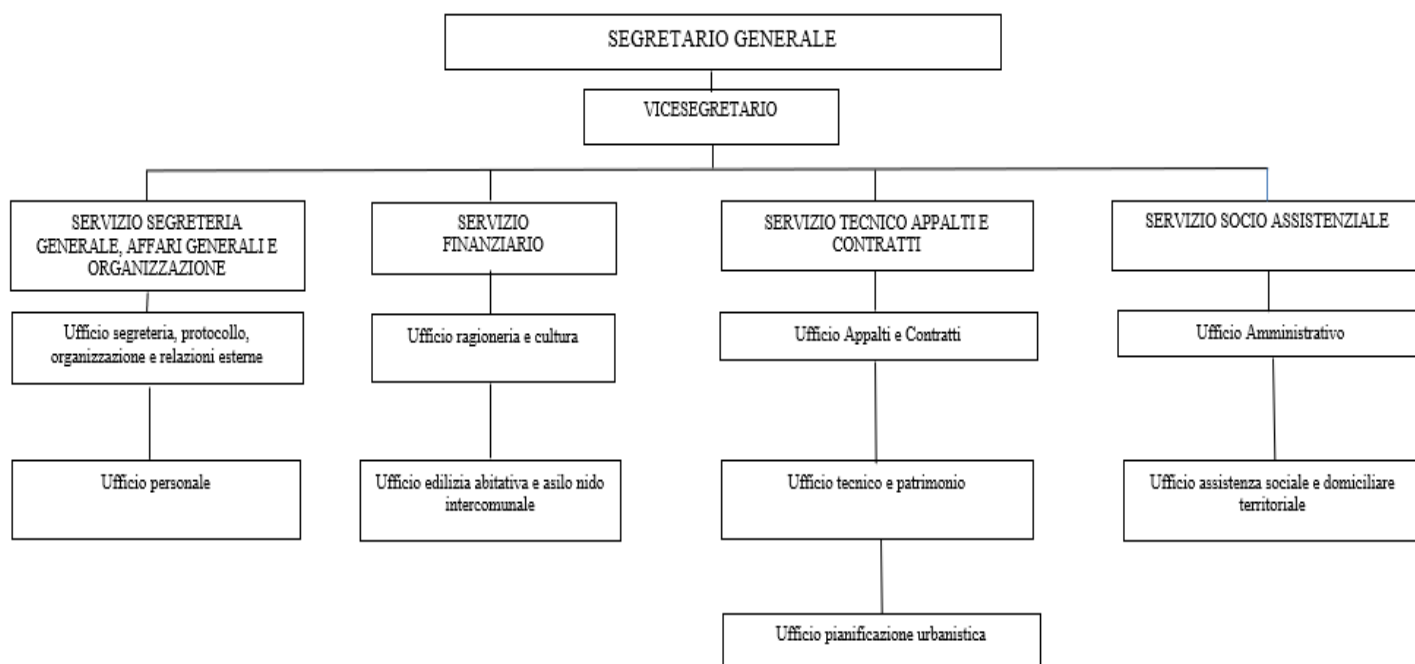 SEGRETARIO GENERALE
VICESEGRETARIO
SERVIZIO SEGRETERIA
GENERALE, AFFARI GENERALI E
ORGANIZZAZIONE
SERVIZIO
FINANZIARIO
SERVIZIO TECNICO APPALTI E
CONTRATTI
SERVIZIO SOCIO ASSISTENZIALE
Ufficio segreteria, protocollo,
organizzazione e relazioni esterne
Ufficio ragioneria e cultura
Ufficio Appalti e Contratti
Ufficio Amministrativo
Ufficio personale
Ufficio edilizia abitativa e asilo nido
intercomunale
Ufficio tecnico e patrimonio
Ufficio assistenza sociale e domiciliare
territoriale
Ufficio pianificazione urbanistica